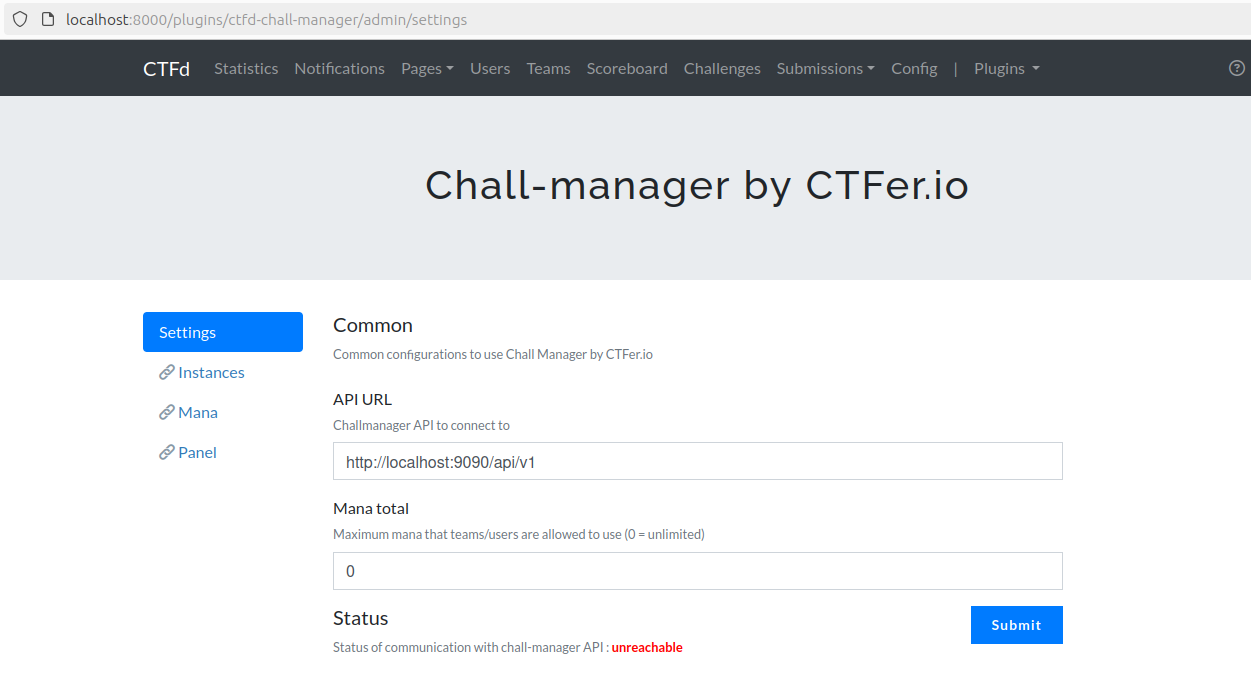 localhost:8000/plugins/ctfd-chall-manager/admin/settings
CTFd Statistics Notifications Pages Users Teams Scoreboard Challenges Submissions Config | Plugins ?
Chall-manager by CTFer.io
Settings
Instances
Mana
Panel
Common
Common configurations to use Chall Manager by CTFer.io
API URL
Challmanager API to connect to
http://localhost:9090/api/v1
Mana total
Maximum mana that teams/users are allowed to use (0 = unlimited)
0
Status
Submit
Status of communication with chall-manager API : unreachable